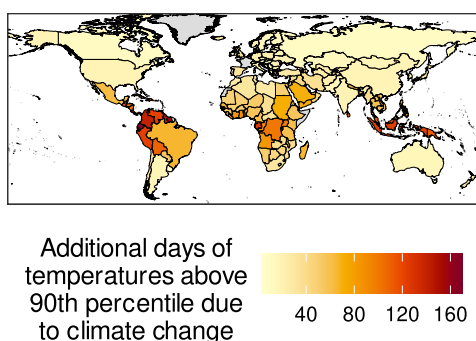 Additional days of
temperatures above
90th percentile due
to climate change
40 80 120 160